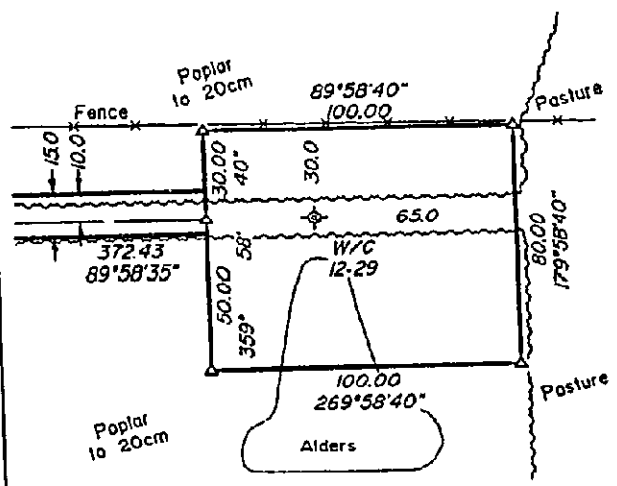 Poplar
to 20cm
89°58'40"
100.00
Pasture
Fence
15.0
10.0
30.00
40"
30.0
65.0
372.43
89°58'35"
58'
W/C
12-29
80.00
179°58'40"
50.00
359°
100.00
269°58'40"
Pasture
Poplar
to 20cm
Alders